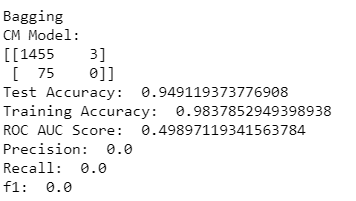 Bagging
CM Model:
[[1455    3]
 [  75    0]]
Test Accuracy:  0.949119373776908
Training Accuracy:  0.9837852949398938
ROC AUC Score:  0.49897119341563784
Precision:  0.0
Recall:  0.0
f1:  0.0